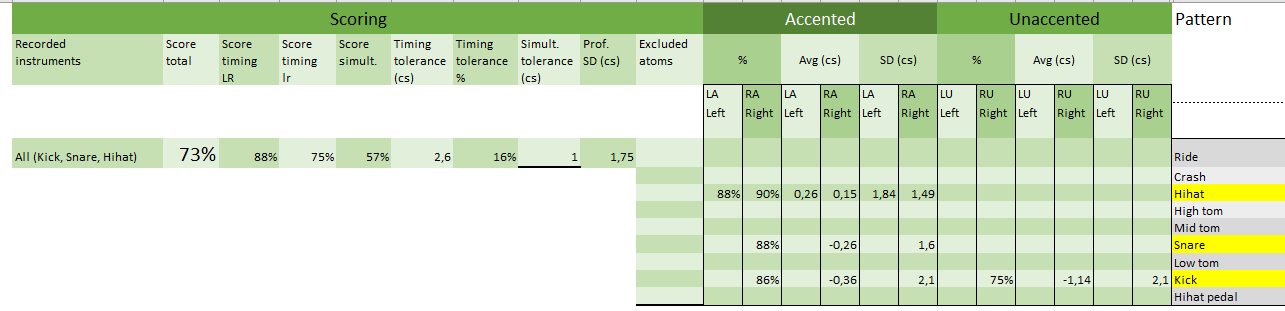 Scoring Accented Unaccented Pattern
Recorded instruments Score total Score timing LR Score timing lr Score simult. Timing tolerance (cs) Timing tolerance % Simult. tolerance (cs) Prof. SD (cs) Excluded atoms % Avg (cs) SD (cs) % Avg (cs) SD (cs)
LA Left RA Right LA Left RA Right LA Left RA Right LU Left RU Right LU Left RU Right LU Left RU Right
All (Kick, Snare, Hihat) 73% 88% 75% 57% 2,6 16% 1 1,75 Ride
Crash
88% 90% 0,26 0,15 1,84 1,49 Hihat
High tom
Mid tom
88% -0,26 1,6 Snare
Low tom
86% -0,36 2,1 75% -1,14 2,1 Kick
Hihat pedal